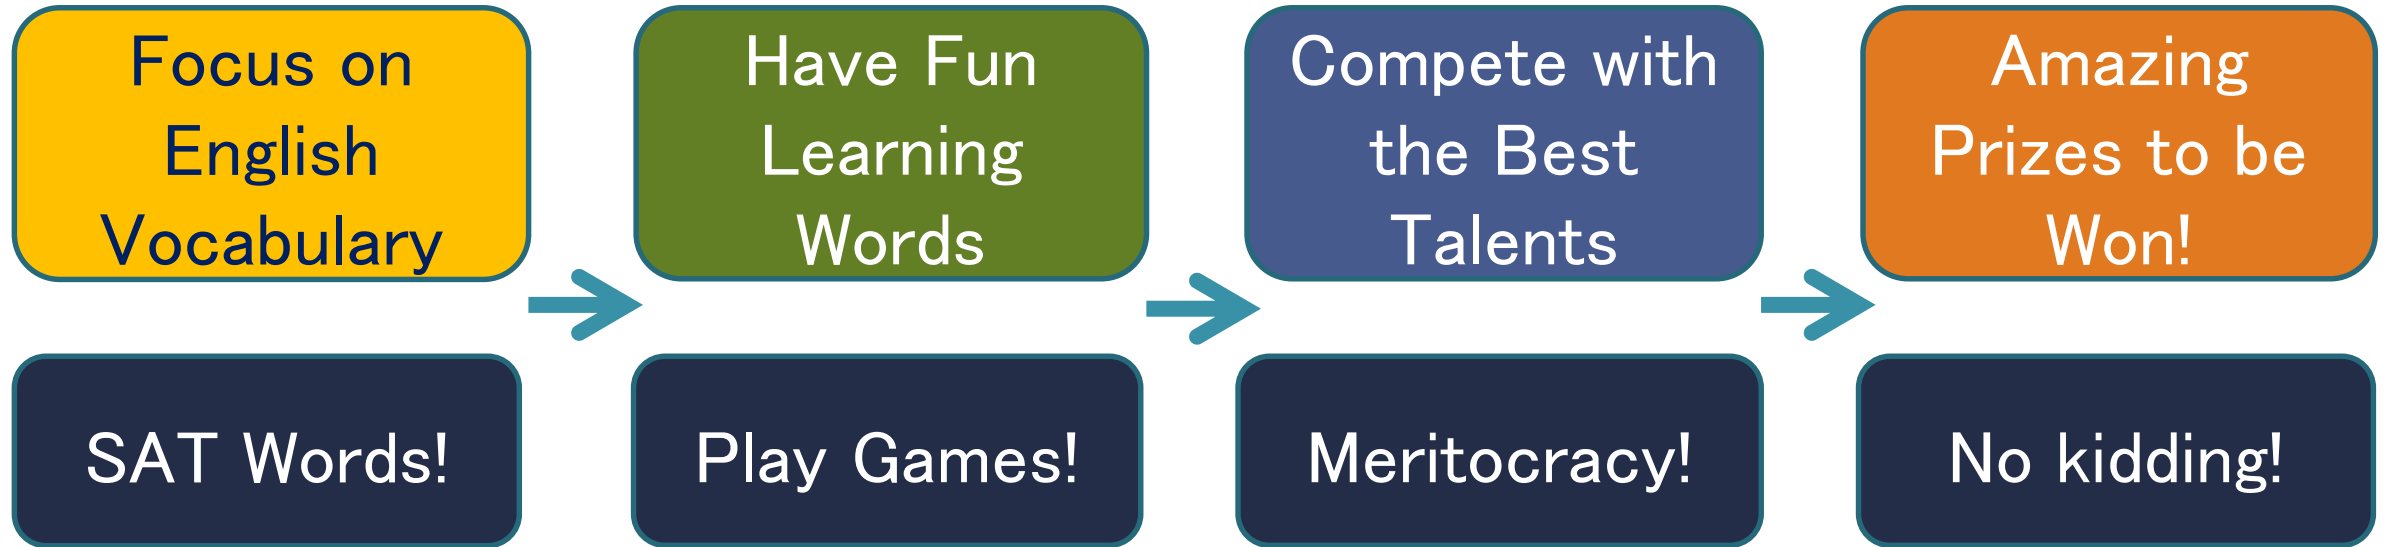 Focus on
English
Vocabulary
Have Fun
Learning
Words
Compete with
the Best
Talents
Amazing
Prizes to be
Won!
SAT Words!
Play Games!
Meritocracy!
No kidding!